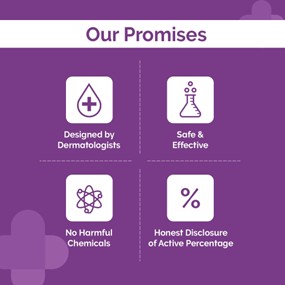 Our Promises
Designed by
Dermatologists
Safe &
Effective
No Harmful
Chemicals
%
Honest Disclosure
of Active Percentage